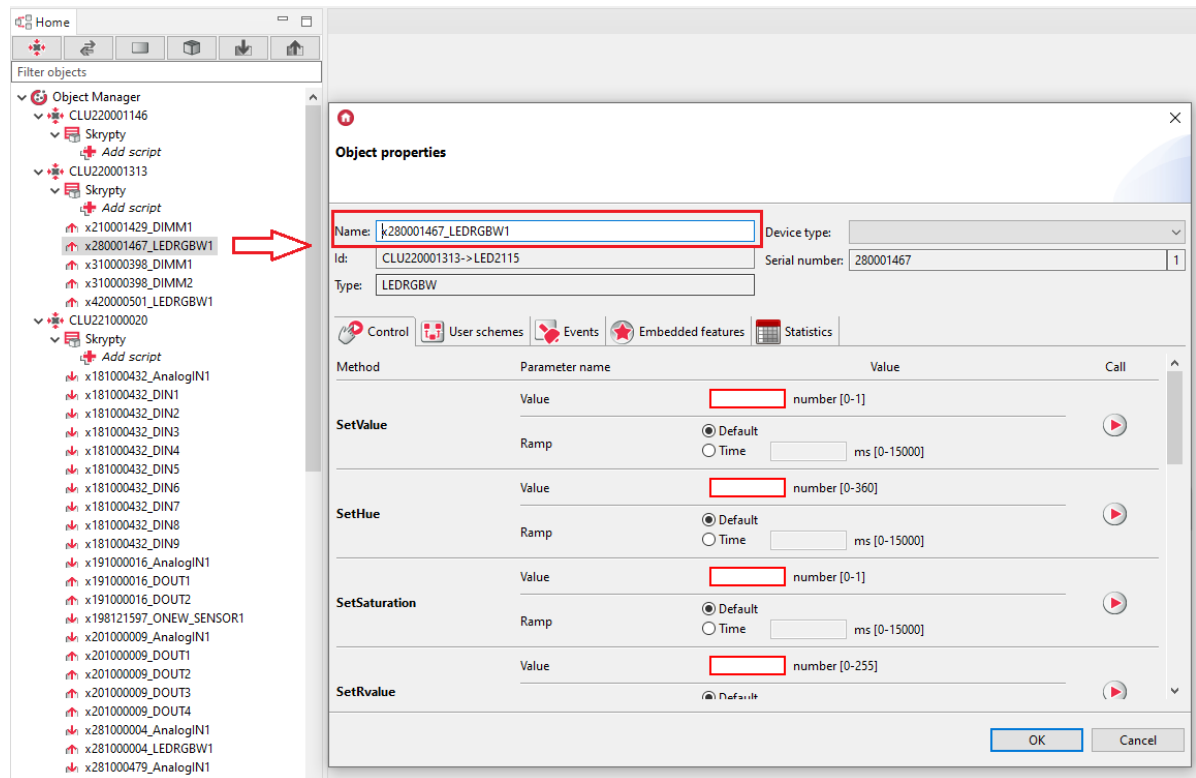 Home
Filter objects
Object Manager
CLU220001146
Skrypty
Add script
CLU220001313
Skrypty
Add script
x210001429_DIMM1
x280001467_LEDRGBW1
x310000398_DIMM1
x310000398_DIMM2
x420000501_LEDRGBW1
CLU221000020
Skrypty
Add script
x181000432_AnalogIN1
x181000432_DIN1
x181000432_DIN2
x181000432_DIN3
x181000432_DIN4
x181000432_DIN5
x181000432_DIN6
x181000432_DIN7
x181000432_DIN8
x181000432_DIN9
x191000016_AnalogIN1
x191000016_DOUT1
x191000016_DOUT2
x198121597_ONEW_SENSOR1
x201000009_AnalogIN1
x201000009_DOUT1
x201000009_DOUT2
x201000009_DOUT3
x201000009_DOUT4
x281000004_AnalogIN1
x281000004_LEDRGBW1
x281000479_AnalogIN1
Object properties
Name: x280001467_LEDRGBW1 Device type:
Id: CLU220001313->LED2115 Serial number: 280001467 1
Type: LEDRGBW
Control User schemes Events Embedded features Statistics
Method Parameter name Value Call
Value number [0-1]
SetValue
Default
Ramp
Time ms [0-15000]
Value number [0-360]
SetHue
Default
Ramp
Time ms [0-15000]
Value number [0-1]
SetSaturation
Default
Ramp
Time ms [0-15000]
Value number [0-255]
SetRvalue
Default
OK Cancel